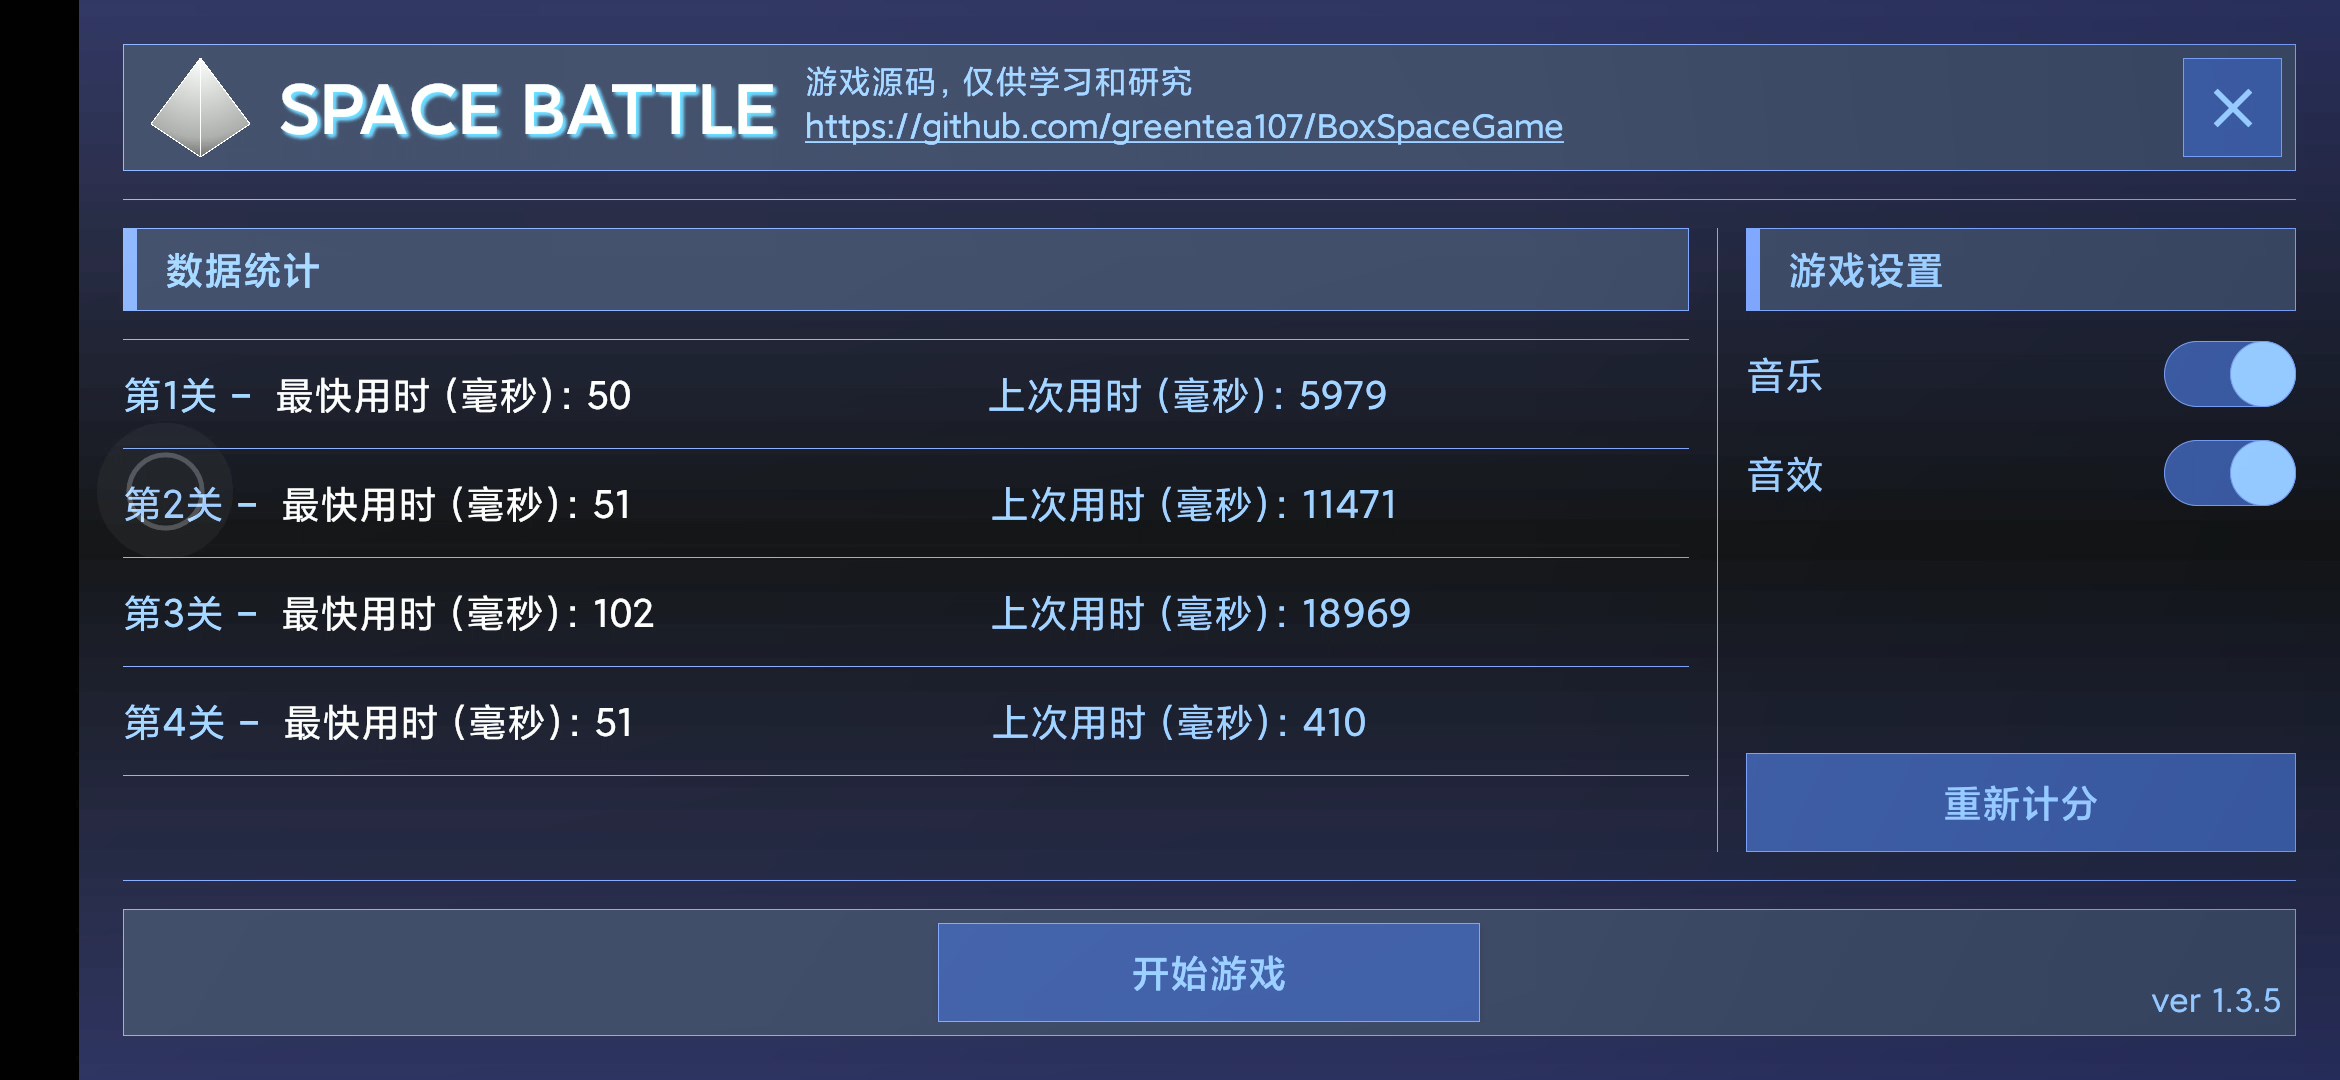 SPACE BATTLE
游戏源码，仅供学习和研究
https://github.com/greentea107/BoxSpaceGame
数据统计
第1关 - 最快用时（毫秒）：50 上次用时（毫秒）：5979
第2关 - 最快用时（毫秒）：51 上次用时（毫秒）：11471
第3关 - 最快用时（毫秒）：102 上次用时（毫秒）：18969
第4关 - 最快用时（毫秒）：51 上次用时（毫秒）：410
游戏设置
音乐
音效
重新计分
开始游戏
ver 1.3.5